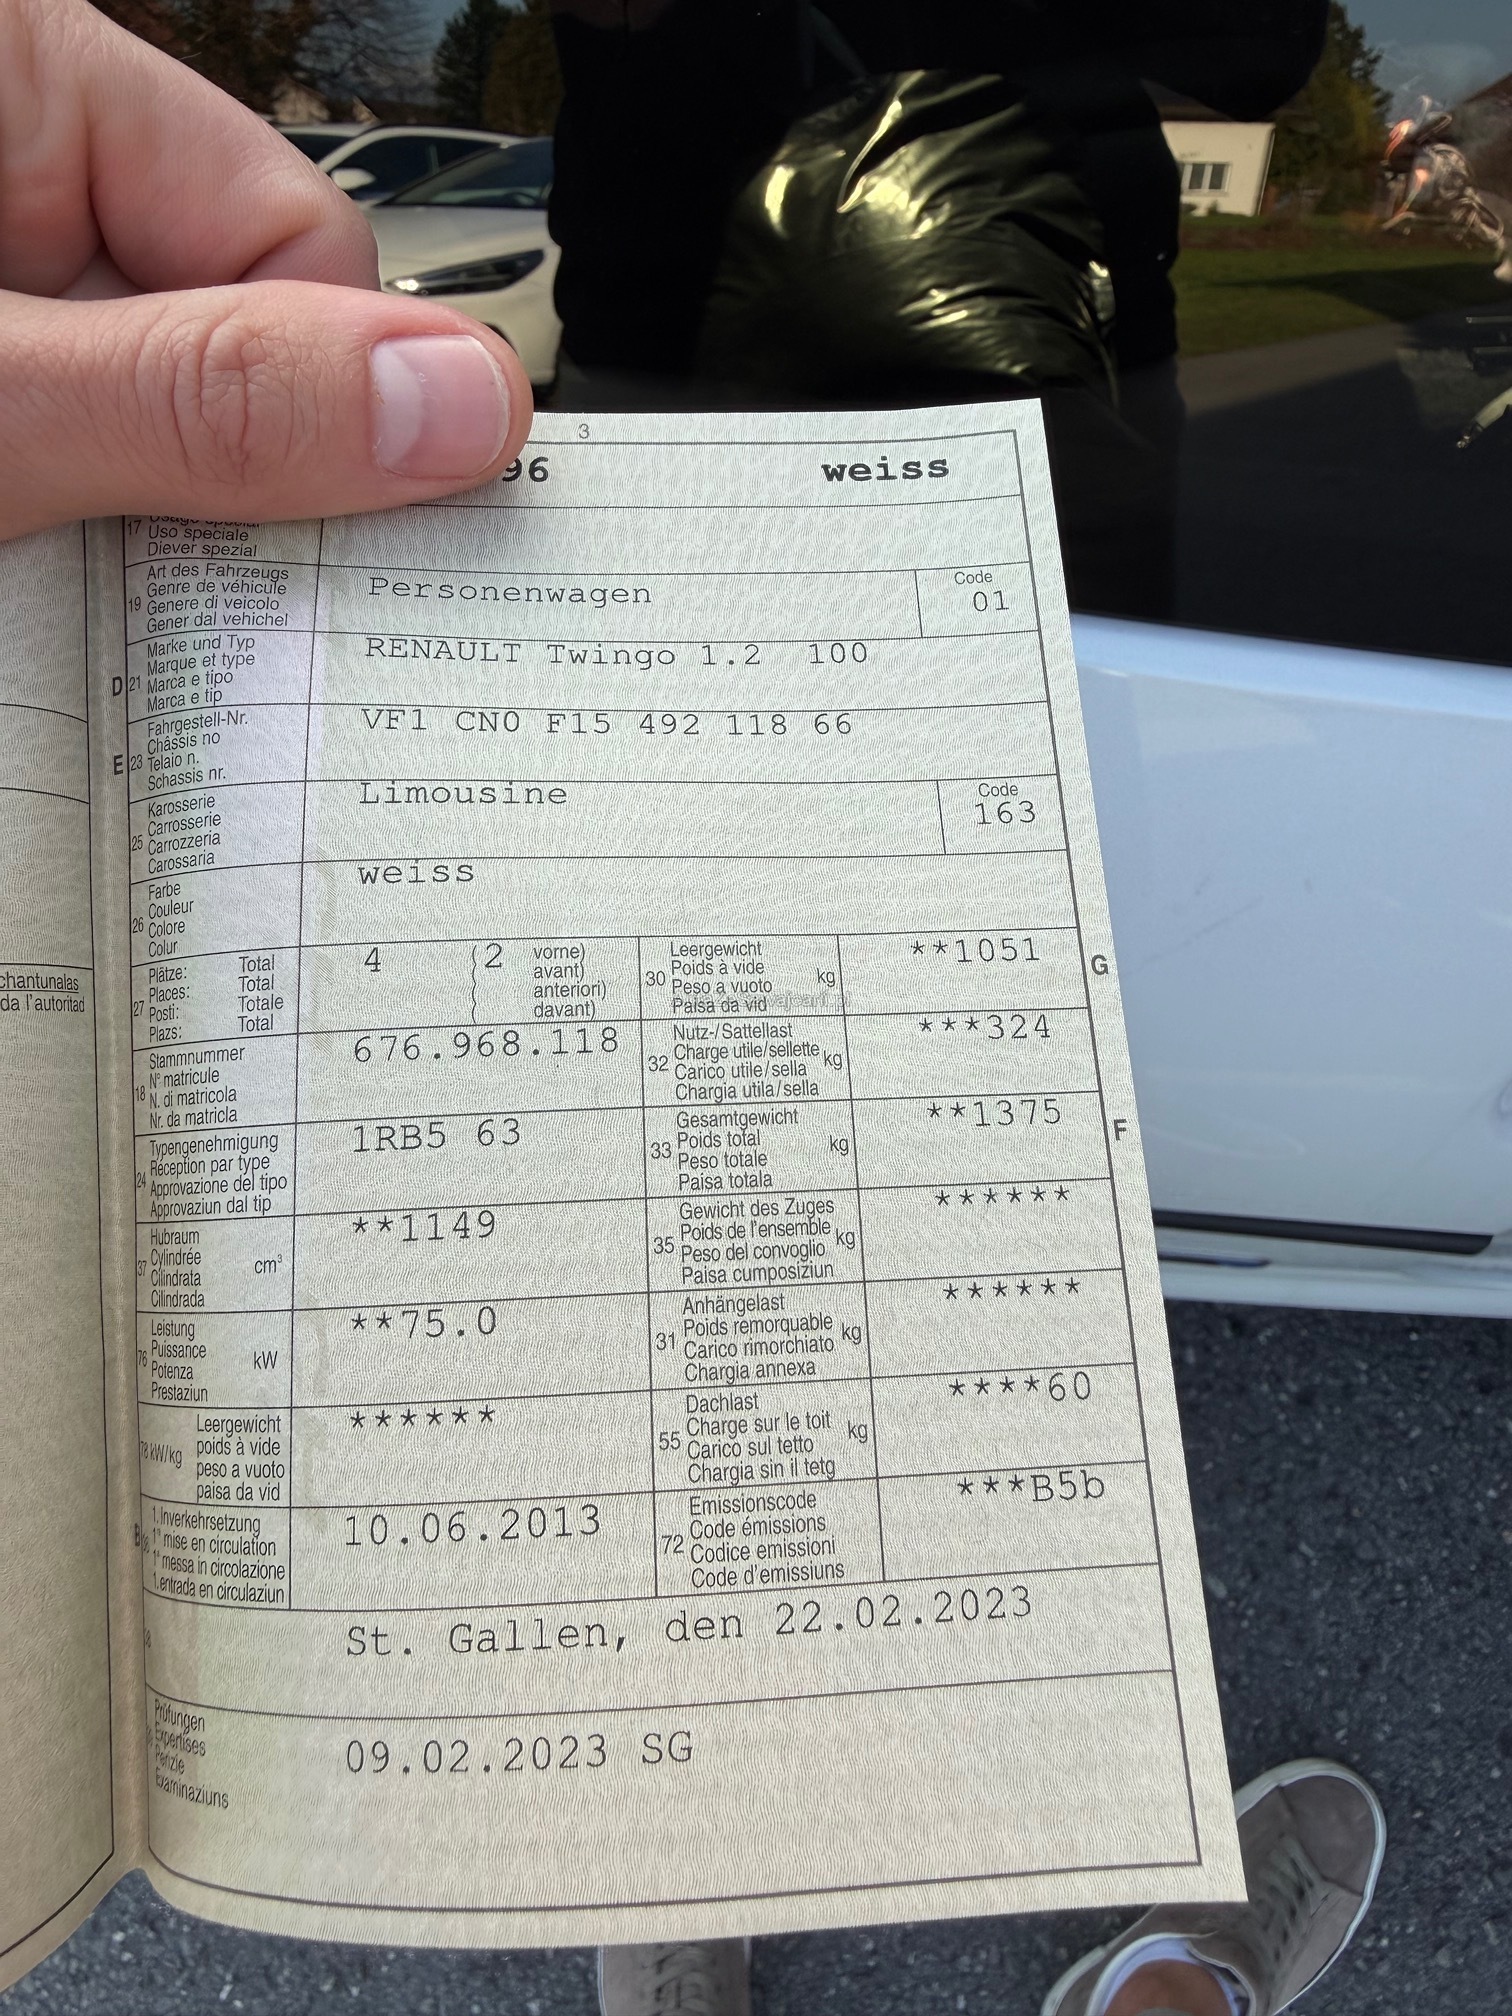 3
96 weiss
17 Uso speciale
Diever spezial
Art des Fahrzeugs
Genre de véhicule
19 Genere di veicolo
Gener dal vehichel
Personenwagen
Code
01
Marke und Typ
Marque et type
D 21 Marca e tipo
Marca e tip
RENAULT Twingo 1.2 100
Fahrgestell-Nr.
Châssis no
E 23 Telaio n.
Schassis nr.
VF1 CN0 F15 492 118 66
Karosserie
Carrosserie
25 Carrozzeria
Carossaria
Limousine
Code
163
Farbe
Couleur
26 Colore
Colur
weiss
Plätze: Total
Places: Total
27 Posti: Totale
Plazs: Total
4 (2 vorne)
avant)
anteriori)
davant)
Leergewicht
30 Poids à vide kg
Peso a vuoto
Paisa da vid
**1051
G
chantunalas
da l'autoritad
Stammnummer
N° matricule
18 N. di matricola
Nr. da matricla
676.968.118
Nutz-/Sattellast
32 Charge utile/sellette kg
Carico utile/sella
Chargia utila/sella
***324
Typengenehmigung
Réception par type
24 Approvazione del tipo
Approvaziun dal tip
1RB5 63
Gesamtgewicht
33 Poids total kg
Peso totale
Paisa totala
**1375
F
Hubraum
37 Cylindrée cm³
Cilindrata
Cilindrada
**1149
Gewicht des Zuges
35 Poids de l'ensemble kg
Peso del convoglio
Paisa cumposiziun
******
Leistung
76 Puissance kW
Potenza
Prestaziun
**75.0
Anhängelast
31 Poids remorquable kg
Carico rimorchiato
Chargia annexa
******
Leergewicht
78 kW/kg poids à vide
peso a vuoto
paisa da vid
******
Dachlast
55 Charge sur le toit kg
Carico sul tetto
Chargia sin il tetg
****60
1. Inverkehrsetzung
B 36 1re mise en circulation
1a messa in circolazione
1. entrada en circulaziun
10.06.2013
Emissionscode
72 Code émissions
Codice emissioni
Code d'emissiuns
***B5b
St. Gallen, den 22.02.2023
Prüfungen
Expertises
Perizie
Examinaziuns
09.02.2023 SG